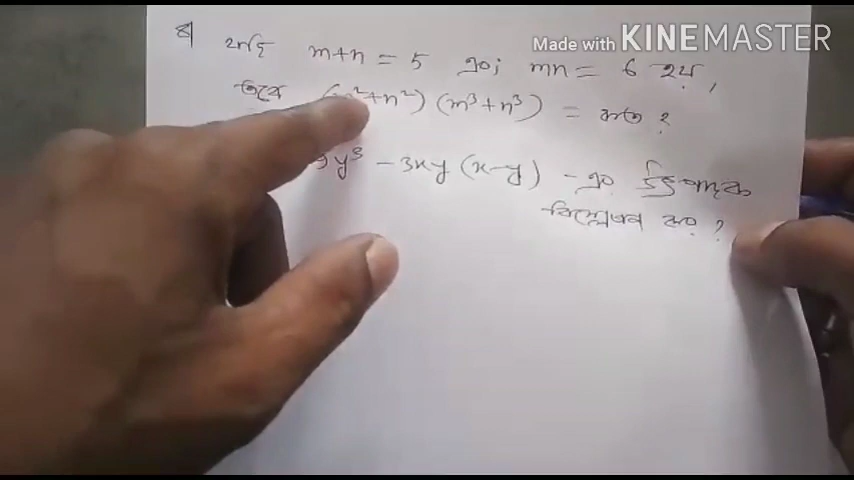 Made with KINEMASTER
৪| যদি m+n = 5 এবং mn = 6 হয়,
তবে (m²+n²) (m³+n³) = কত ?
y³ – 3xy (x–y) – এর উৎপাদকে
বিশ্লেষণ কর ?